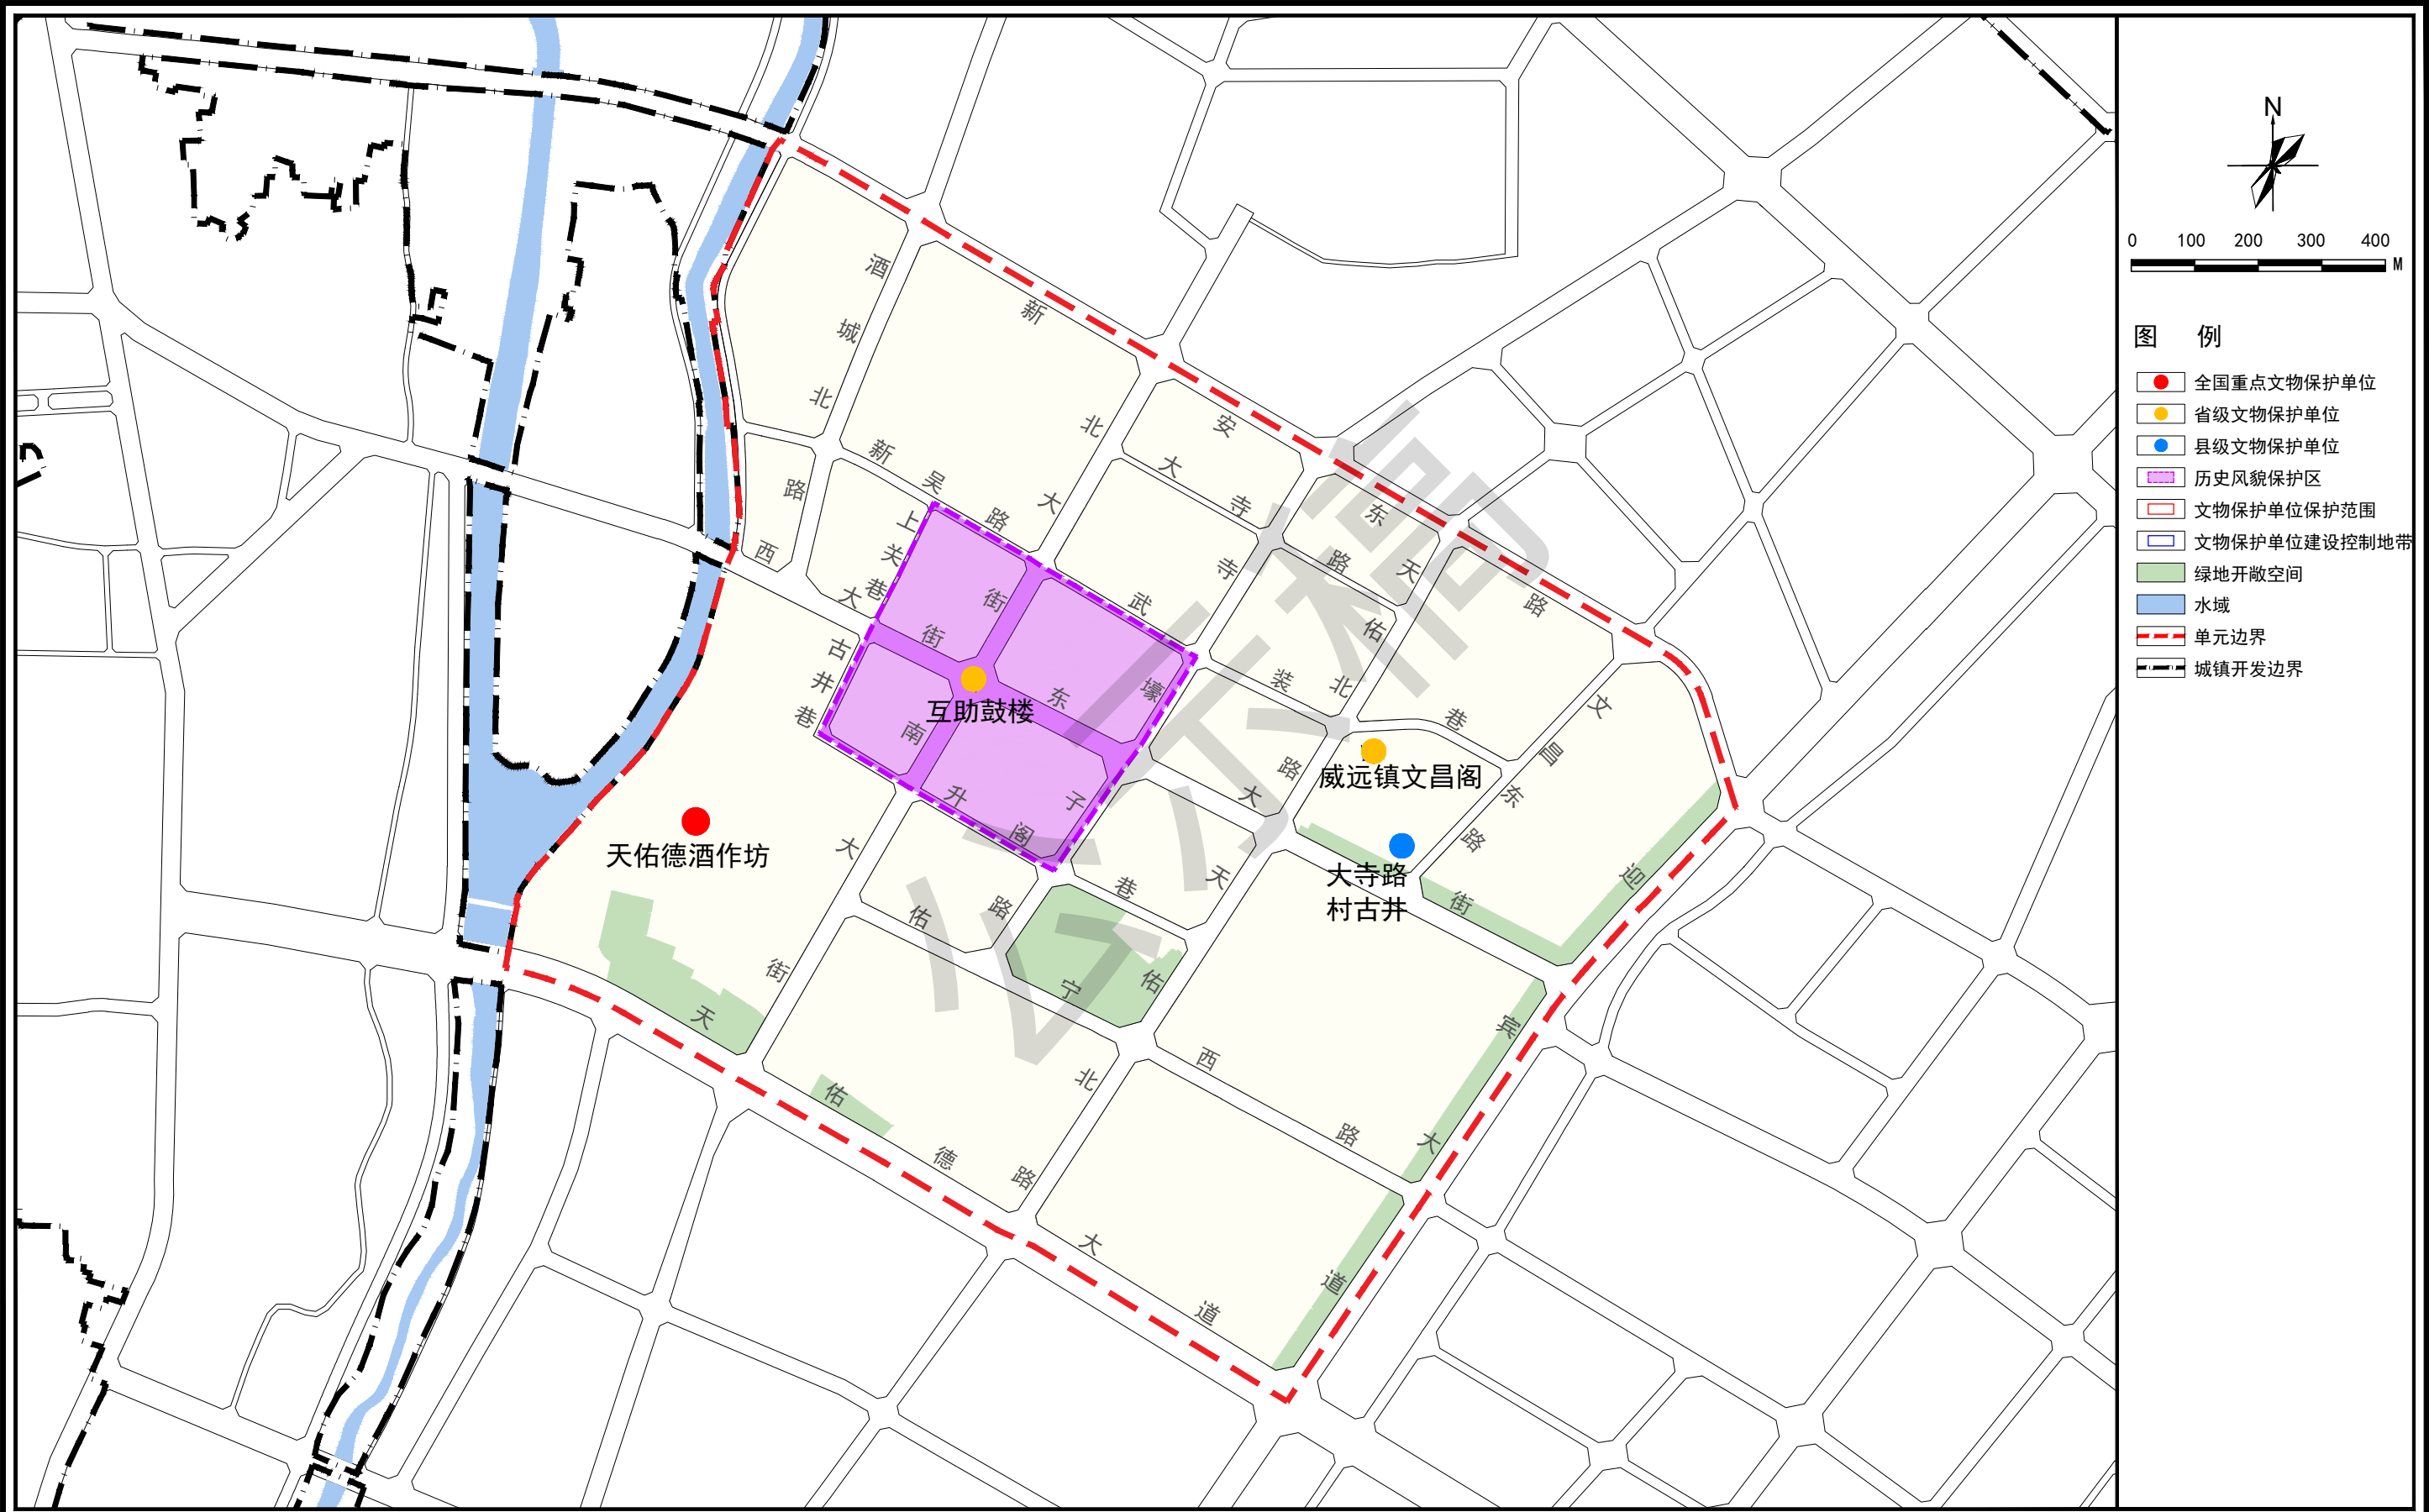 N
0 100 200 300 400 M
图 例
全国重点文物保护单位
省级文物保护单位
县级文物保护单位
历史风貌保护区
文物保护单位保护范围
文物保护单位建设控制地带
绿地开敞空间
水域
单元边界
城镇开发边界
酒城北路
新安东路
新吴路
北大街
大寺路
上关巷
西大街
古井巷
武装巷
寺壕子路
天佑北路
互助鼓楼
东大街
南大街
升阁巷
威远镇文昌阁
文昌东路
天佑德酒作坊
大寺路
村古井
迎宾大道
佑宁西路
天佑北路
天佑德大道
公示稿